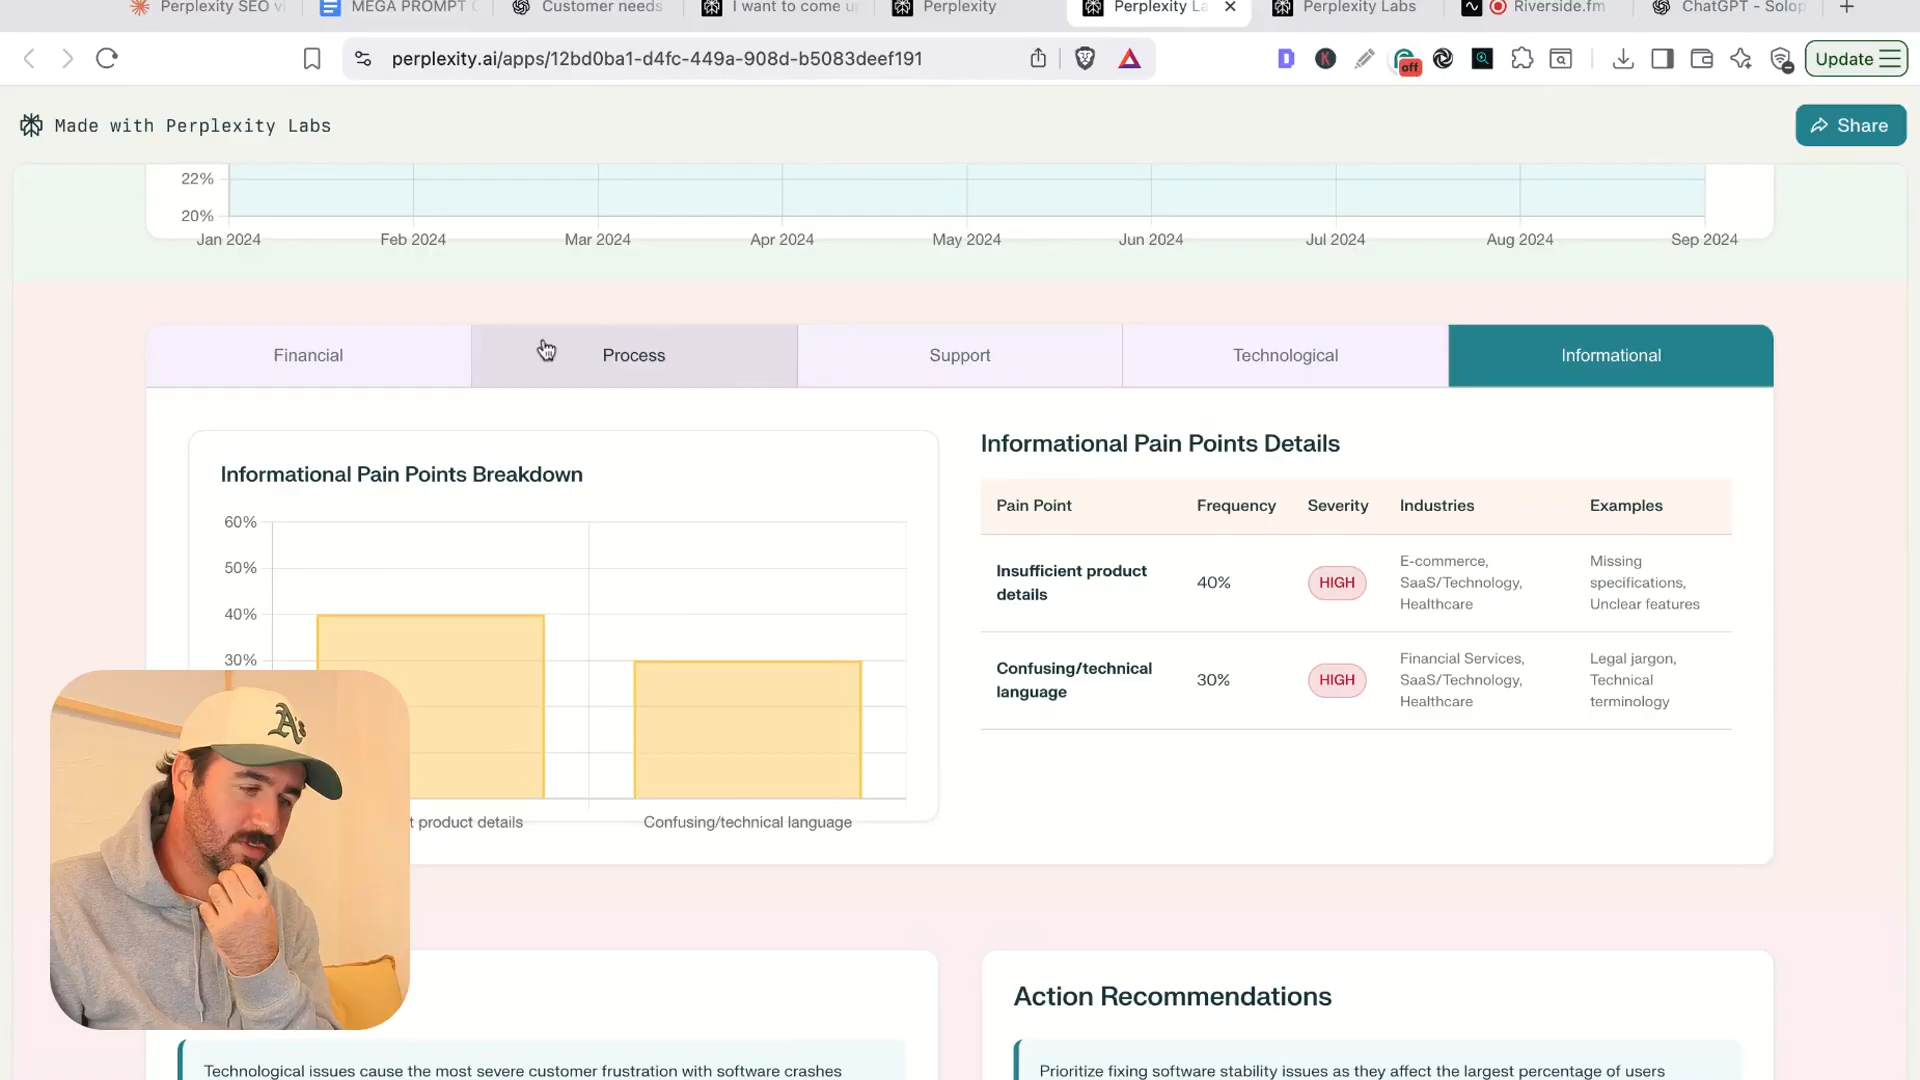 Perplexity SEO vi
MEGA PROMPT
Customer needs
I want to come u
Perplexity
Perplexity La
Perplexity Labs
Riverside.fm
ChatGPT - Solop
perplexity.ai/apps/12bd0ba1-d4fc-449a-908d-b5083deef191
D
K
off
Update
Made with Perplexity Labs
Share
22%
20%
Jan 2024 Feb 2024 Mar 2024 Apr 2024 May 2024 Jun 2024 Jul 2024 Aug 2024 Sep 2024
Financial Process Support Technological Informational
Informational Pain Points Breakdown
60%
50%
40%
30%
t product details
Confusing/technical language
Informational Pain Points Details
Pain Point Frequency Severity Industries Examples
Insufficient product
details
40%
HIGH
E-commerce,
SaaS/Technology,
Healthcare
Missing
specifications,
Unclear features
Confusing/technical
language
30%
HIGH
Financial Services,
SaaS/Technology,
Healthcare
Legal jargon,
Technical
terminology
A's
Technological issues cause the most severe customer frustration with software crashes
Action Recommendations
Prioritize fixing software stability issues as they affect the largest percentage of users